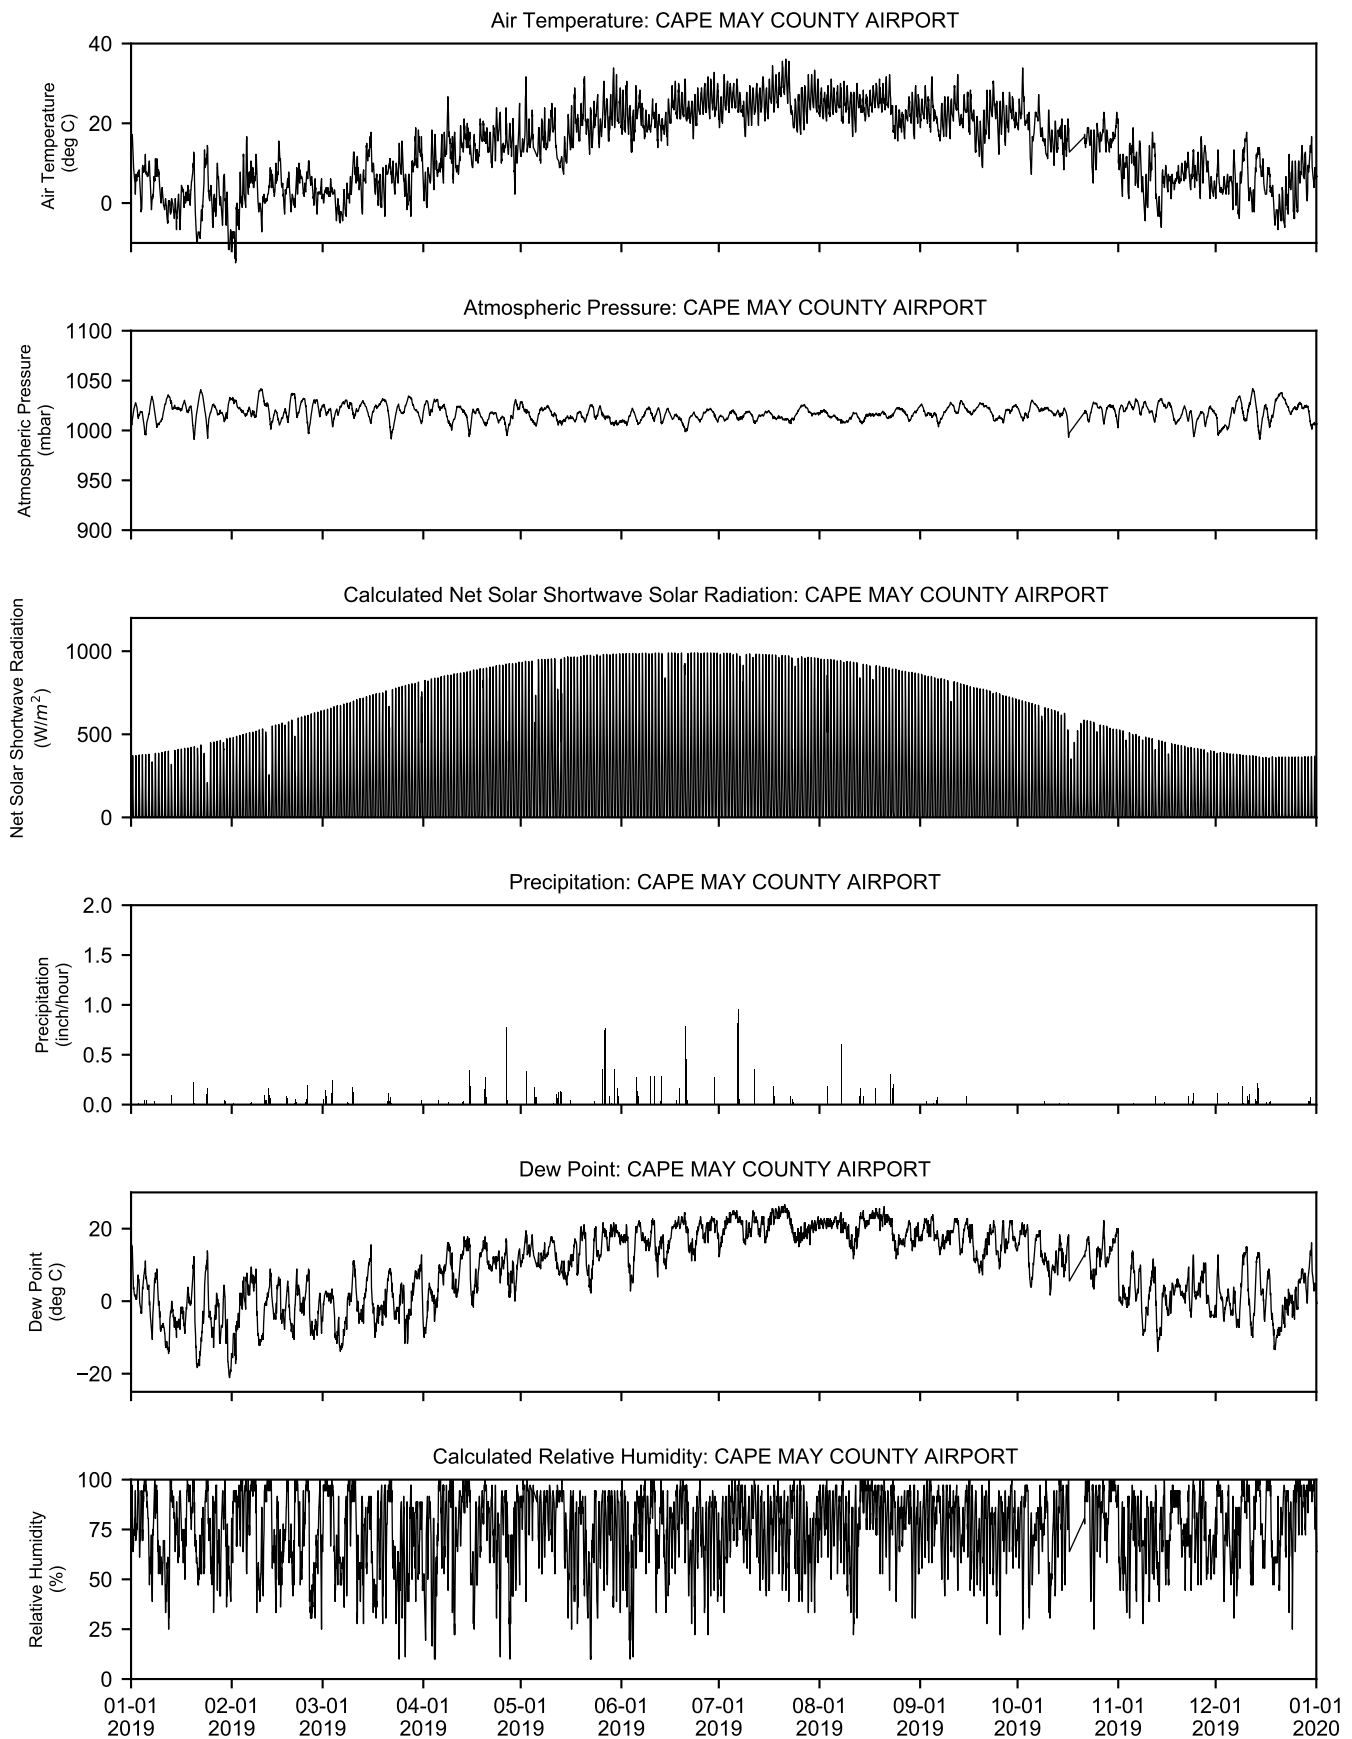 Air Temperature: CAPE MAY COUNTY AIRPORT
Air Temperature
(deg C)
40
20
0
Atmospheric Pressure: CAPE MAY COUNTY AIRPORT
Atmospheric Pressure
(mbar)
1100
1050
1000
950
900
Calculated Net Solar Shortwave Solar Radiation: CAPE MAY COUNTY AIRPORT
Net Solar Shortwave Radiation
(W/m²)
1000
500
0
Precipitation: CAPE MAY COUNTY AIRPORT
Precipitation
(inch/hour)
2.0
1.5
1.0
0.5
0.0
Dew Point: CAPE MAY COUNTY AIRPORT
Dew Point
(deg C)
20
0
−20
Calculated Relative Humidity: CAPE MAY COUNTY AIRPORT
Relative Humidity
(%)
100
75
50
25
0
01-01 02-01 03-01 04-01 05-01 06-01 07-01 08-01 09-01 10-01 11-01 12-01 01-01
2019 2019 2019 2019 2019 2019 2019 2019 2019 2019 2019 2019 2020